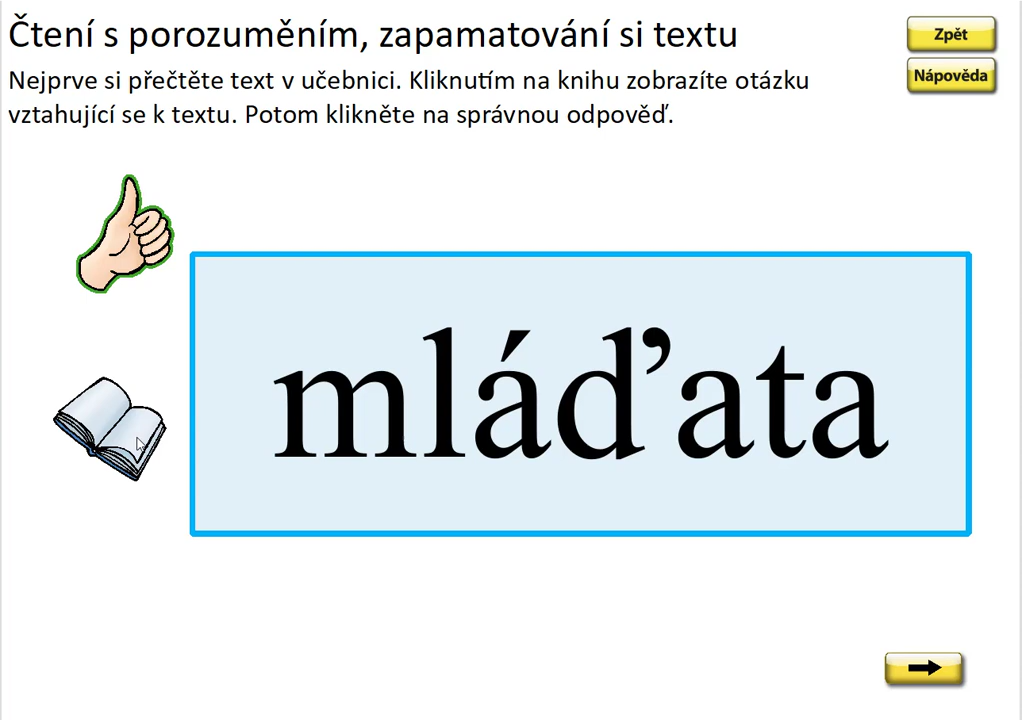 Čtení s porozuměním, zapamatování si textu
Zpět
Nápověda
Nejprve si přečtěte text v učebnici. Kliknutím na knihu zobrazíte otázku
vztahující se k textu. Potom klikněte na správnou odpověď.
mláďata